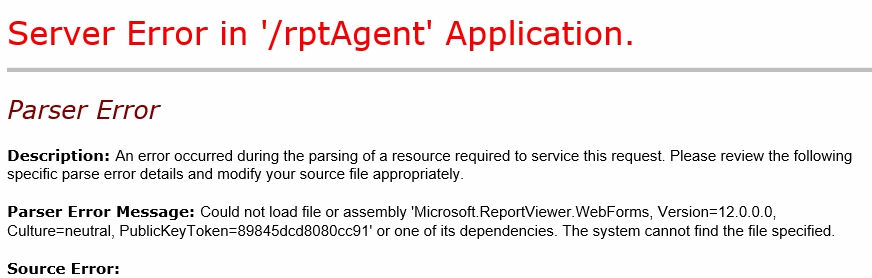 Server Error in '/rptAgent' Application.
Parser Error
Description: An error occurred during the parsing of a resource required to service this request. Please review the following
specific parse error details and modify your source file appropriately.
Parser Error Message: Could not load file or assembly 'Microsoft.ReportViewer.WebForms, Version=12.0.0.0,
Culture=neutral, PublicKeyToken=89845dcd8080cc91' or one of its dependencies. The system cannot find the file specified.
Source Error: